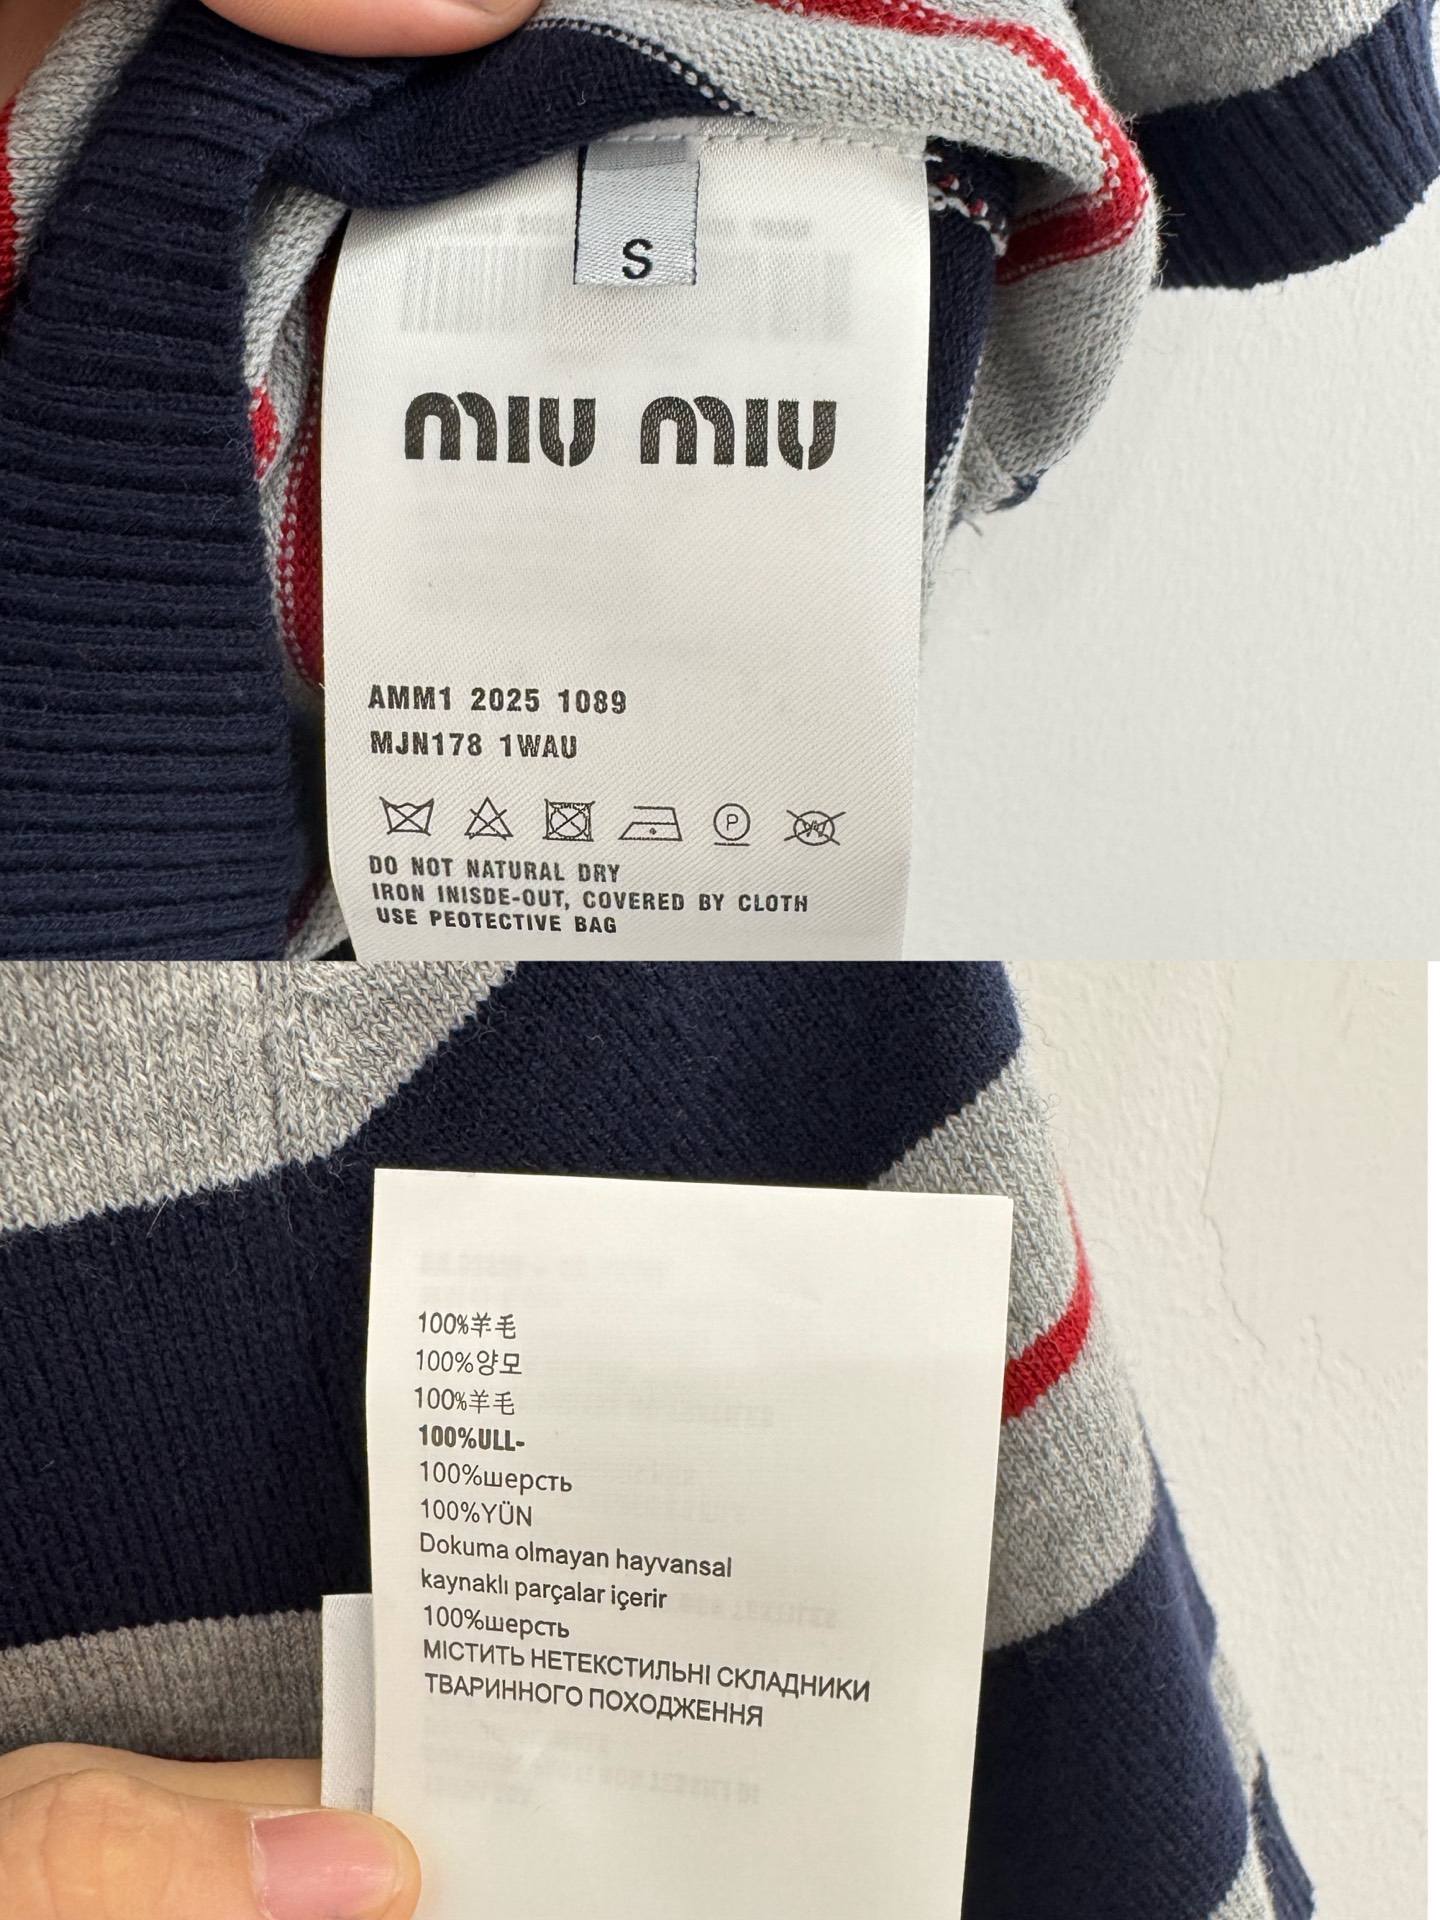 S
MIU MIU
AMM1 2025 1089
MJN178 1WAU
P
W
DO NOT NATURAL DRY
IRON INISDE-OUT, COVERED BY CLOTH
USE PEOTECTIVE BAG
100%羊毛
100%양모
100%羊毛
100%ULL-
100%шерсть
100%YÜN
Dokuma olmayan hayvansal
kaynaklı parçalar içerir
100%шерсть
МІСТИТЬ НЕТЕКСТИЛЬНІ СКЛАДНИКИ
ТВАРИННОГО ПОХОДЖЕННЯ